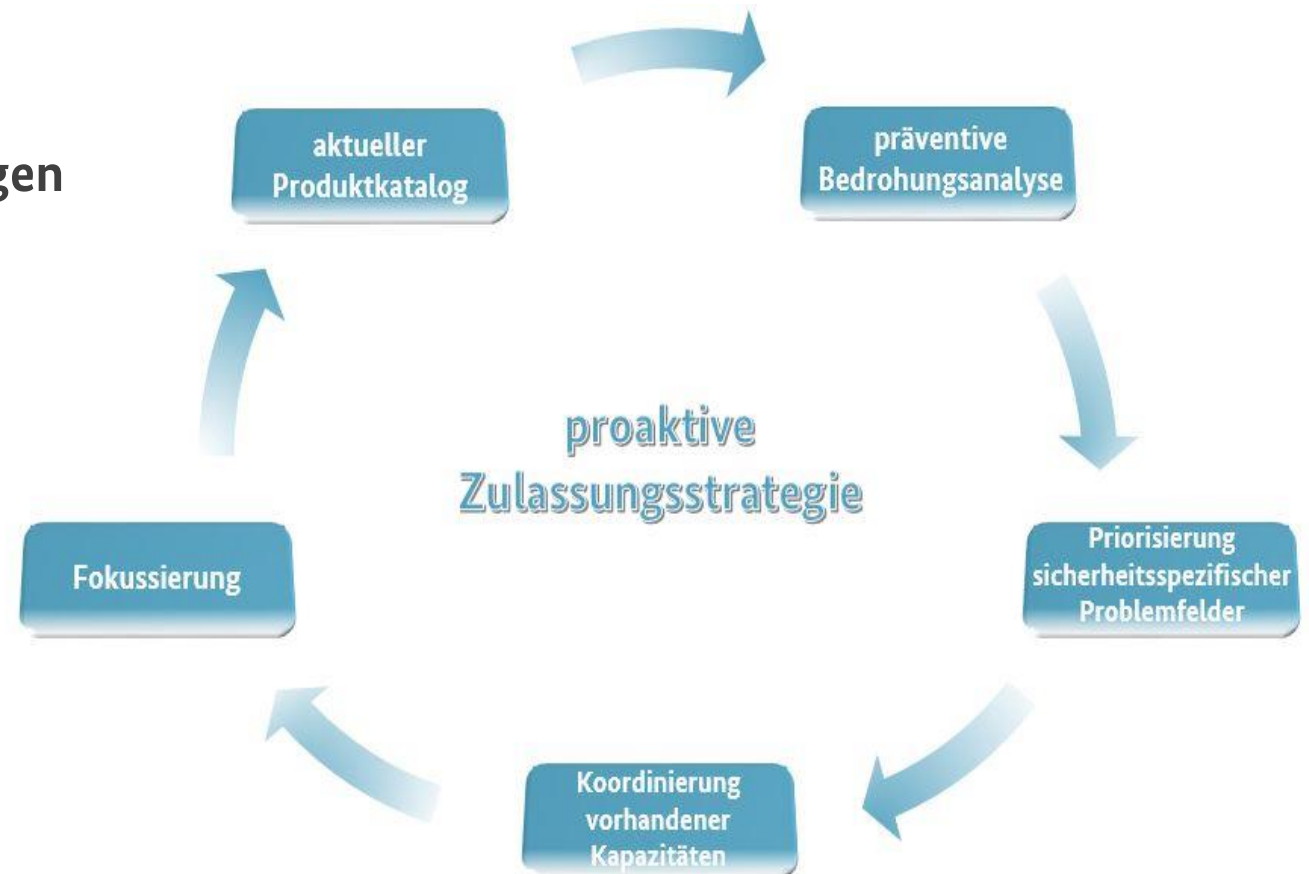 gen
aktueller
Produktkatalog
präventive
Bedrohungsanalyse
proaktive
Zulassungsstrategie
Fokussierung
Priorisierung
sicherheitsspezifischer
Problemfelder
Koordinierung
vorhandener
Kapazitäten